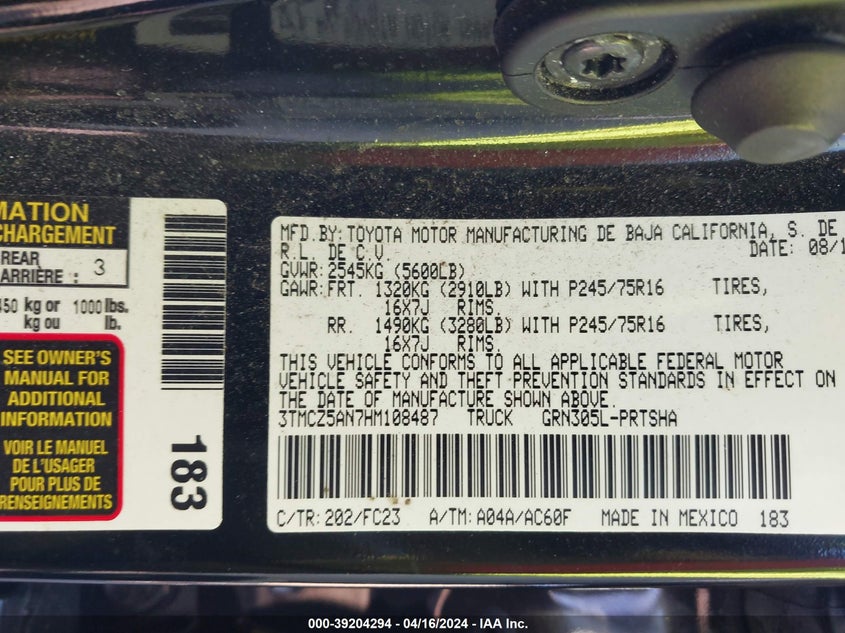 MATION
CHARGEMENT
REAR
ARRIÈRE : 3
450 kg or 1000 lbs.
kg ou lb.
SEE OWNER'S
MANUAL FOR
ADDITIONAL
INFORMATION
VOIR LE MANUEL
DE L'USAGER
POUR PLUS DE
RENSEIGNEMENTS
183
MFD. BY: TOYOTA MOTOR MANUFACTURING DE BAJA CALIFORNIA, S. DE
R.L. DE C.V. DATE: 08/1
GVWR: 2545KG (5600LB)
GAWR: FRT. 1320KG (2910LB) WITH P245/75R16 TIRES,
16X7J RIMS.
RR. 1490KG (3280LB) WITH P245/75R16 TIRES,
16X7J RIMS.
THIS VEHICLE CONFORMS TO ALL APPLICABLE FEDERAL MOTOR
VEHICLE SAFETY AND THEFT PREVENTION STANDARDS IN EFFECT ON
THE DATE OF MANUFACTURE SHOWN ABOVE.
3TMCZ5AN7HM108487 TRUCK GRN305L-PRTSHA
C/TR: 202/FC23 A/TM: A04A/AC60F MADE IN MEXICO 183
000-39204294 - 04/16/2024 - IAA Inc.